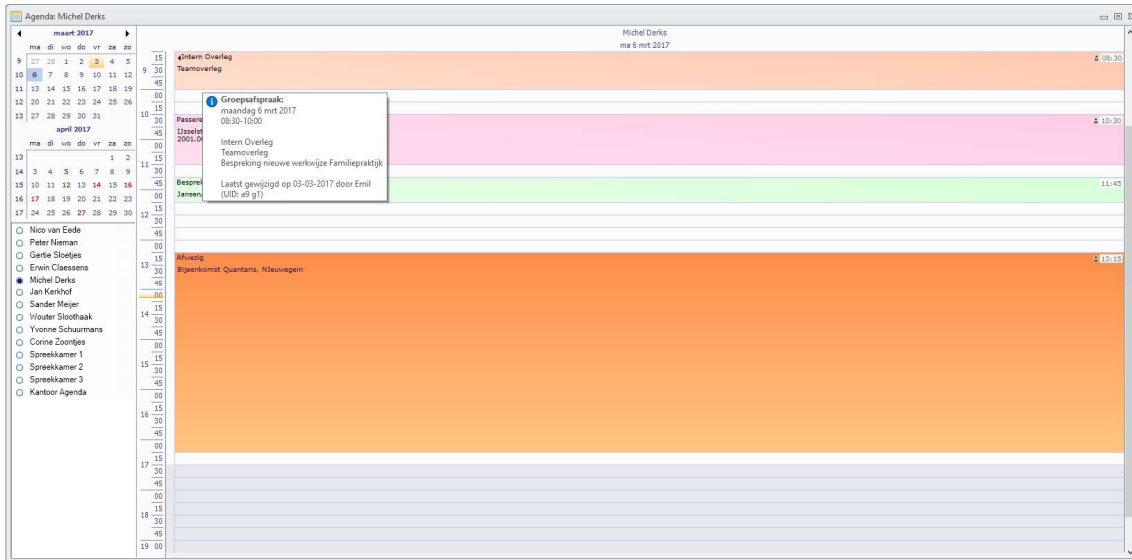 Agenda: Michel Derks
maart 2017
ma di wo do vr za zo
9 27 28 1 2 3 4 5
10 6 7 8 9 10 11 12
11 13 14 15 16 17 18 19
12 20 21 22 23 24 25 26
13 27 28 29 30 31
april 2017
ma di wo do vr za zo
13 1 2
14 3 4 5 6 7 8 9
15 10 11 12 13 14 15 16
16 17 18 19 20 21 22 23
17 24 25 26 27 28 29 30
Nico van Eede
Peter Nieman
Gertie Sloetjes
Erwin Claessens
Michel Derks
Jan Kerkhof
Sander Meijer
Wouter Sloothaak
Yvonne Schuurmans
Corine Zoontjes
Spreekkamer 1
Spreekkamer 2
Spreekkamer 3
Kantoor Agenda
Michel Derks
ma 6 mrt 2017
15
9 30
45
00
15
10 30
45
00
15
11 30
45
00
15
12 30
45
00
15
13 30
45
00
15
14 30
45
00
15
15 30
45
00
15
16 30
45
00
15
17 30
45
00
15
18 30
45
19 00
Intern Overleg 08:30
Teamoverleg
Groepsafspraak:
maandag 6 mrt 2017
08:30-10:00
Intern Overleg
Teamoverleg
Bespreking nieuwe werkwijze Familiepraktijk
Laatst gewijzigd op 03-03-2017 door Emil
(UID: a9 g1)
10:30
11:45
Jansen
Afwezig 13:15
Bijeenkomst Quantaris, NIeuwegein